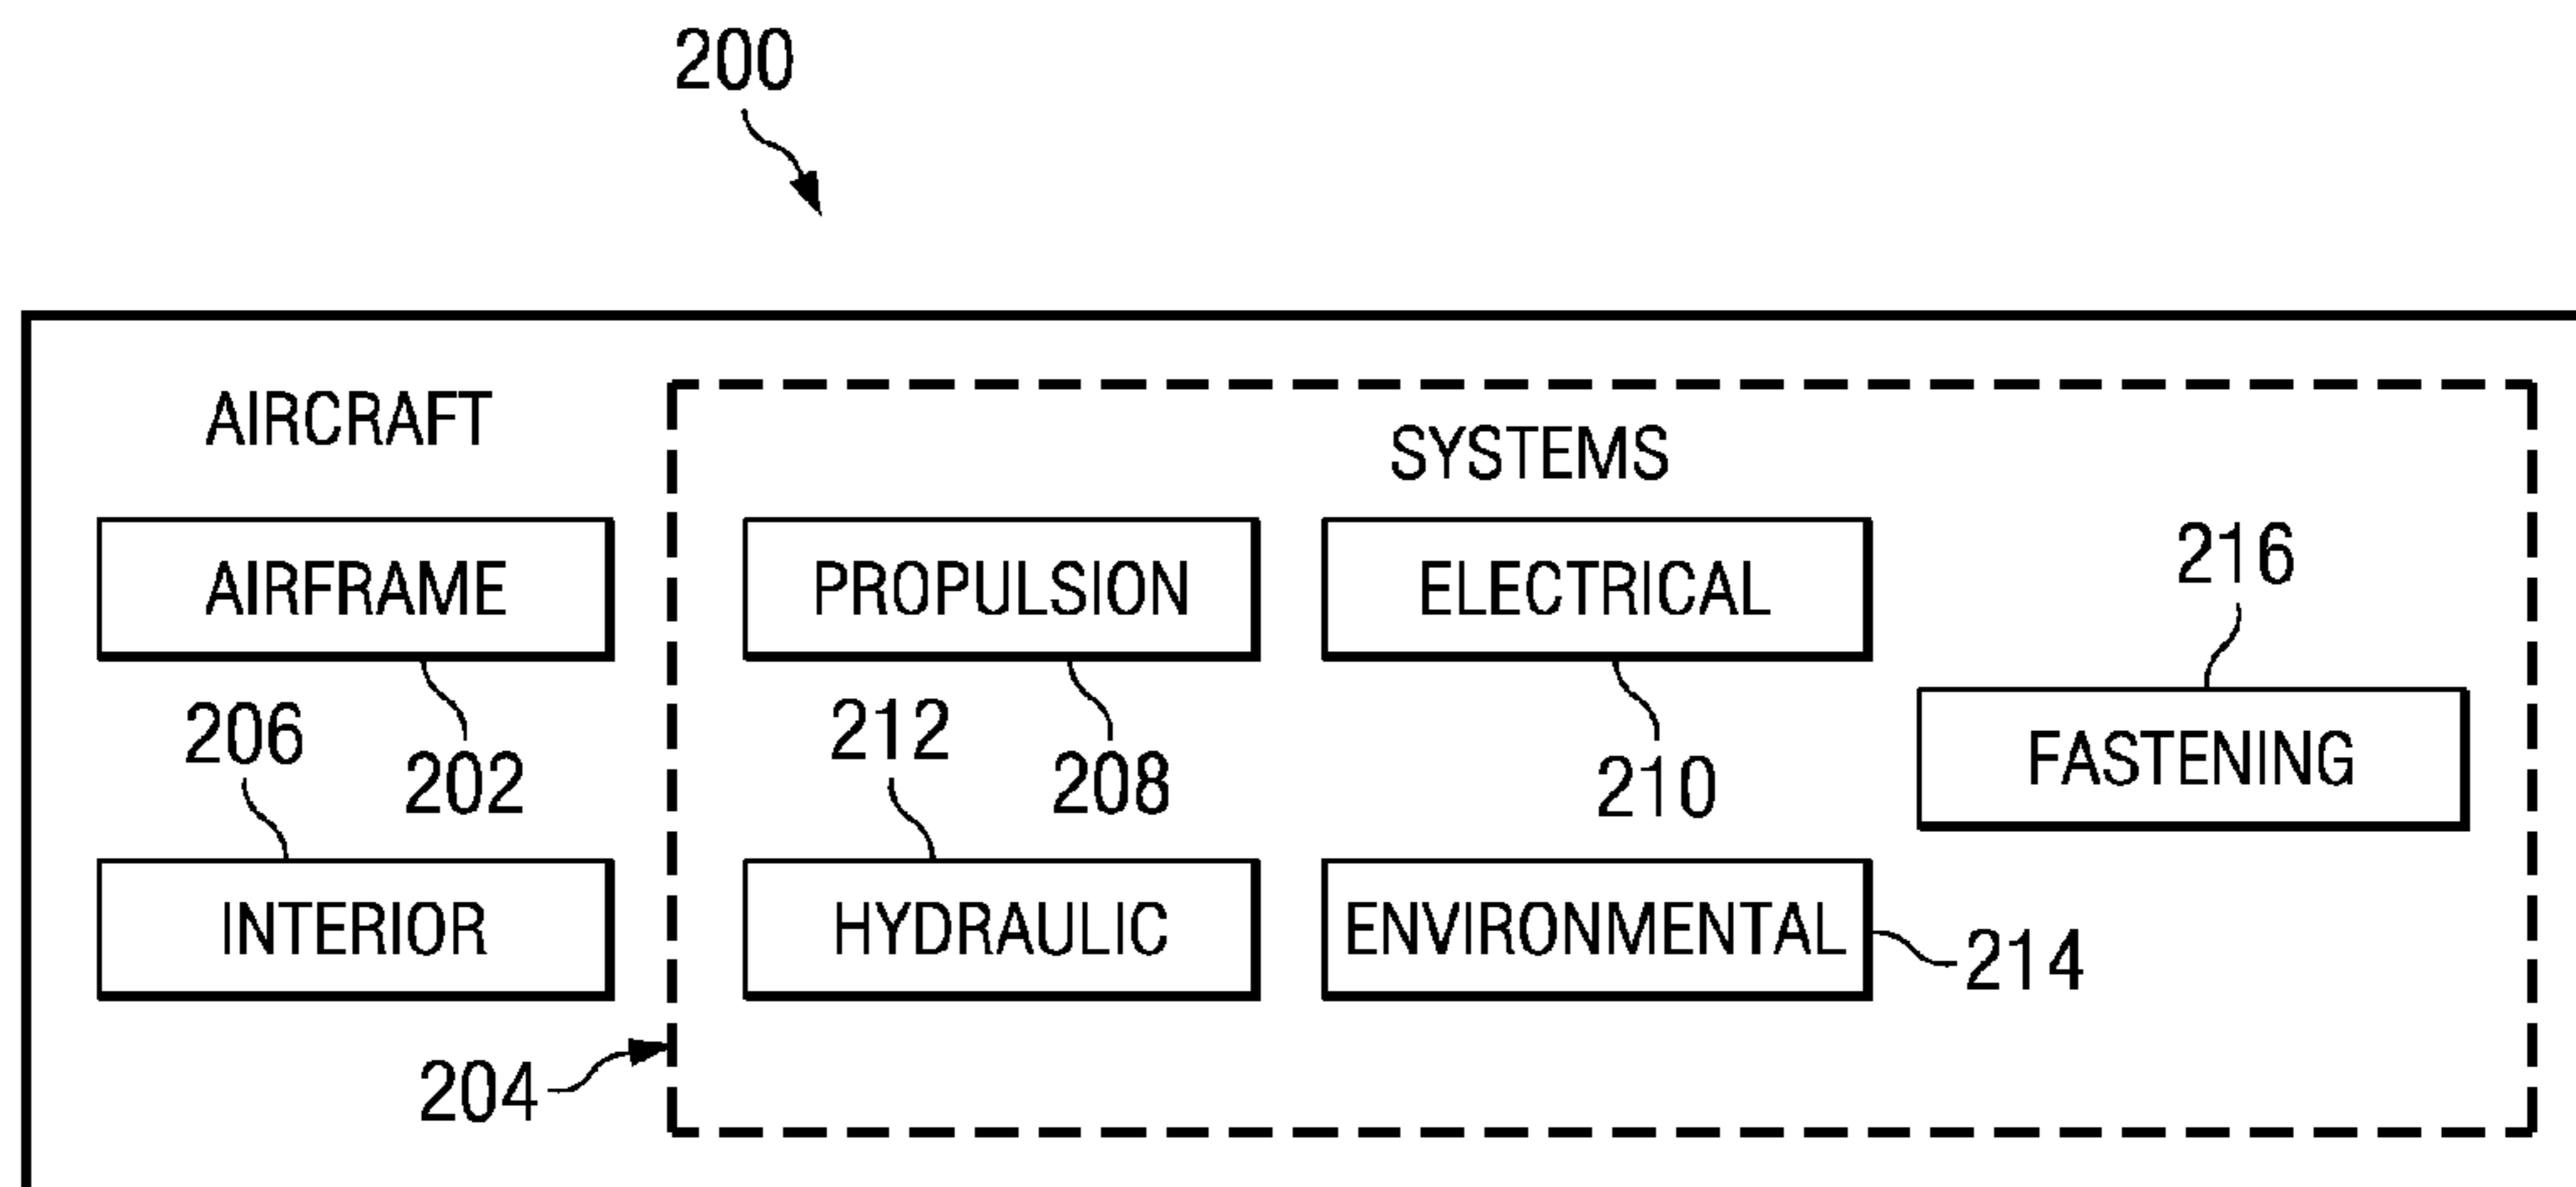 200
AIRCRAFT
SYSTEMS
AIRFRAME
PROPULSION
ELECTRICAL
216
206
202
212
208
210
FASTENING
INTERIOR
HYDRAULIC
ENVIRONMENTAL
214
204